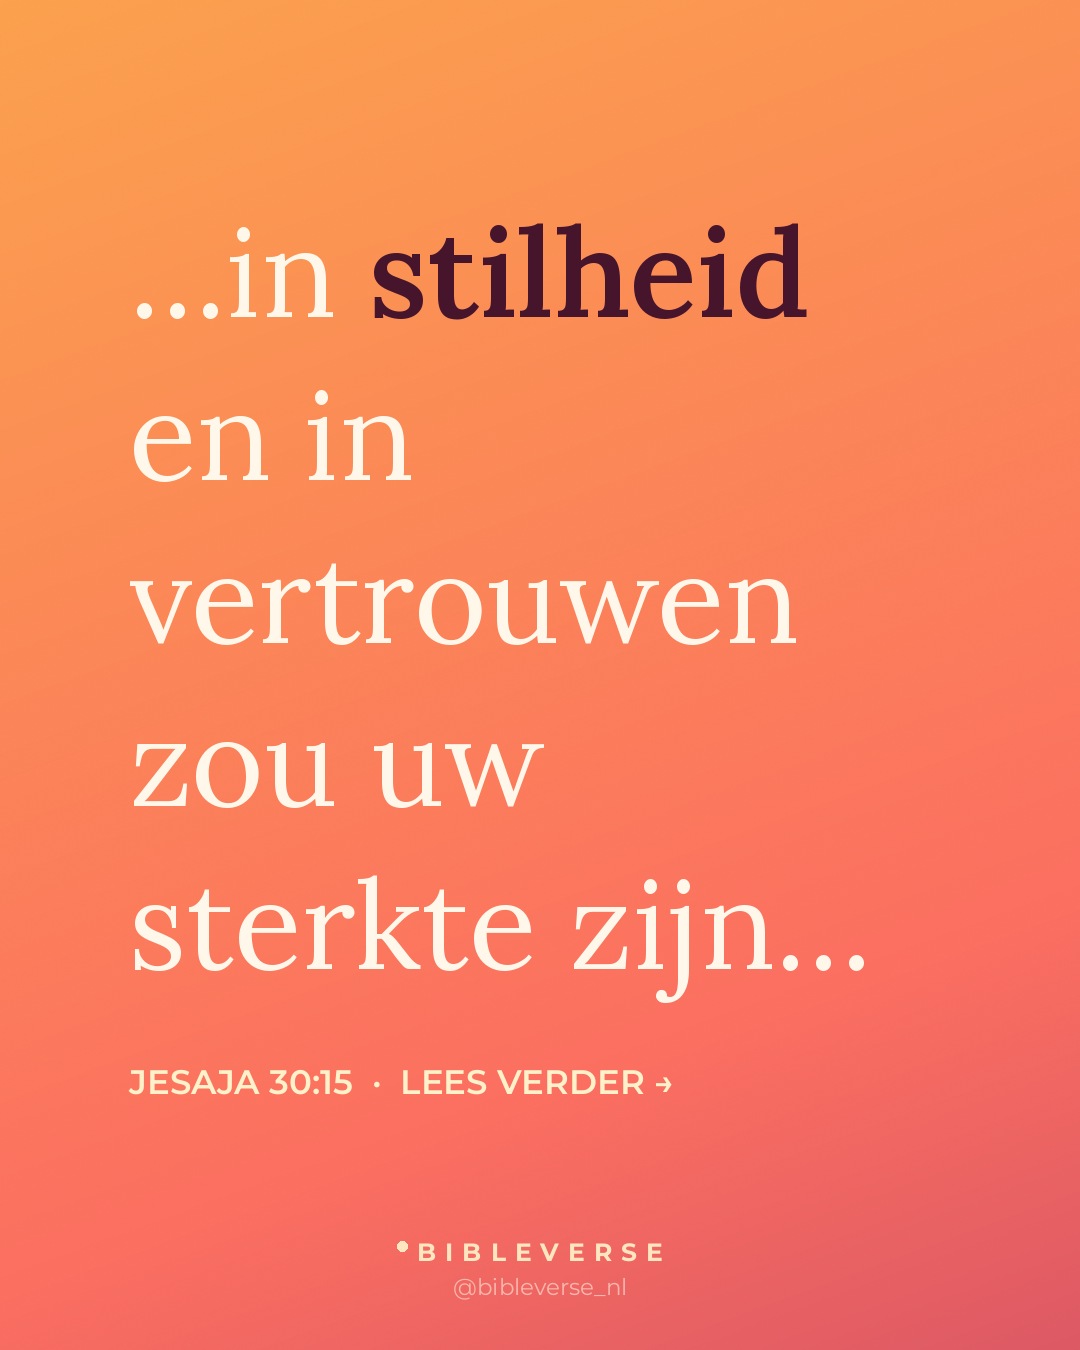 ...in stilheid
en in
vertrouwen
zou uw
sterkte zijn...
JESAJA 30:15 · LEES VERDER →
BIBLEVERSE
@bibleverse_nl